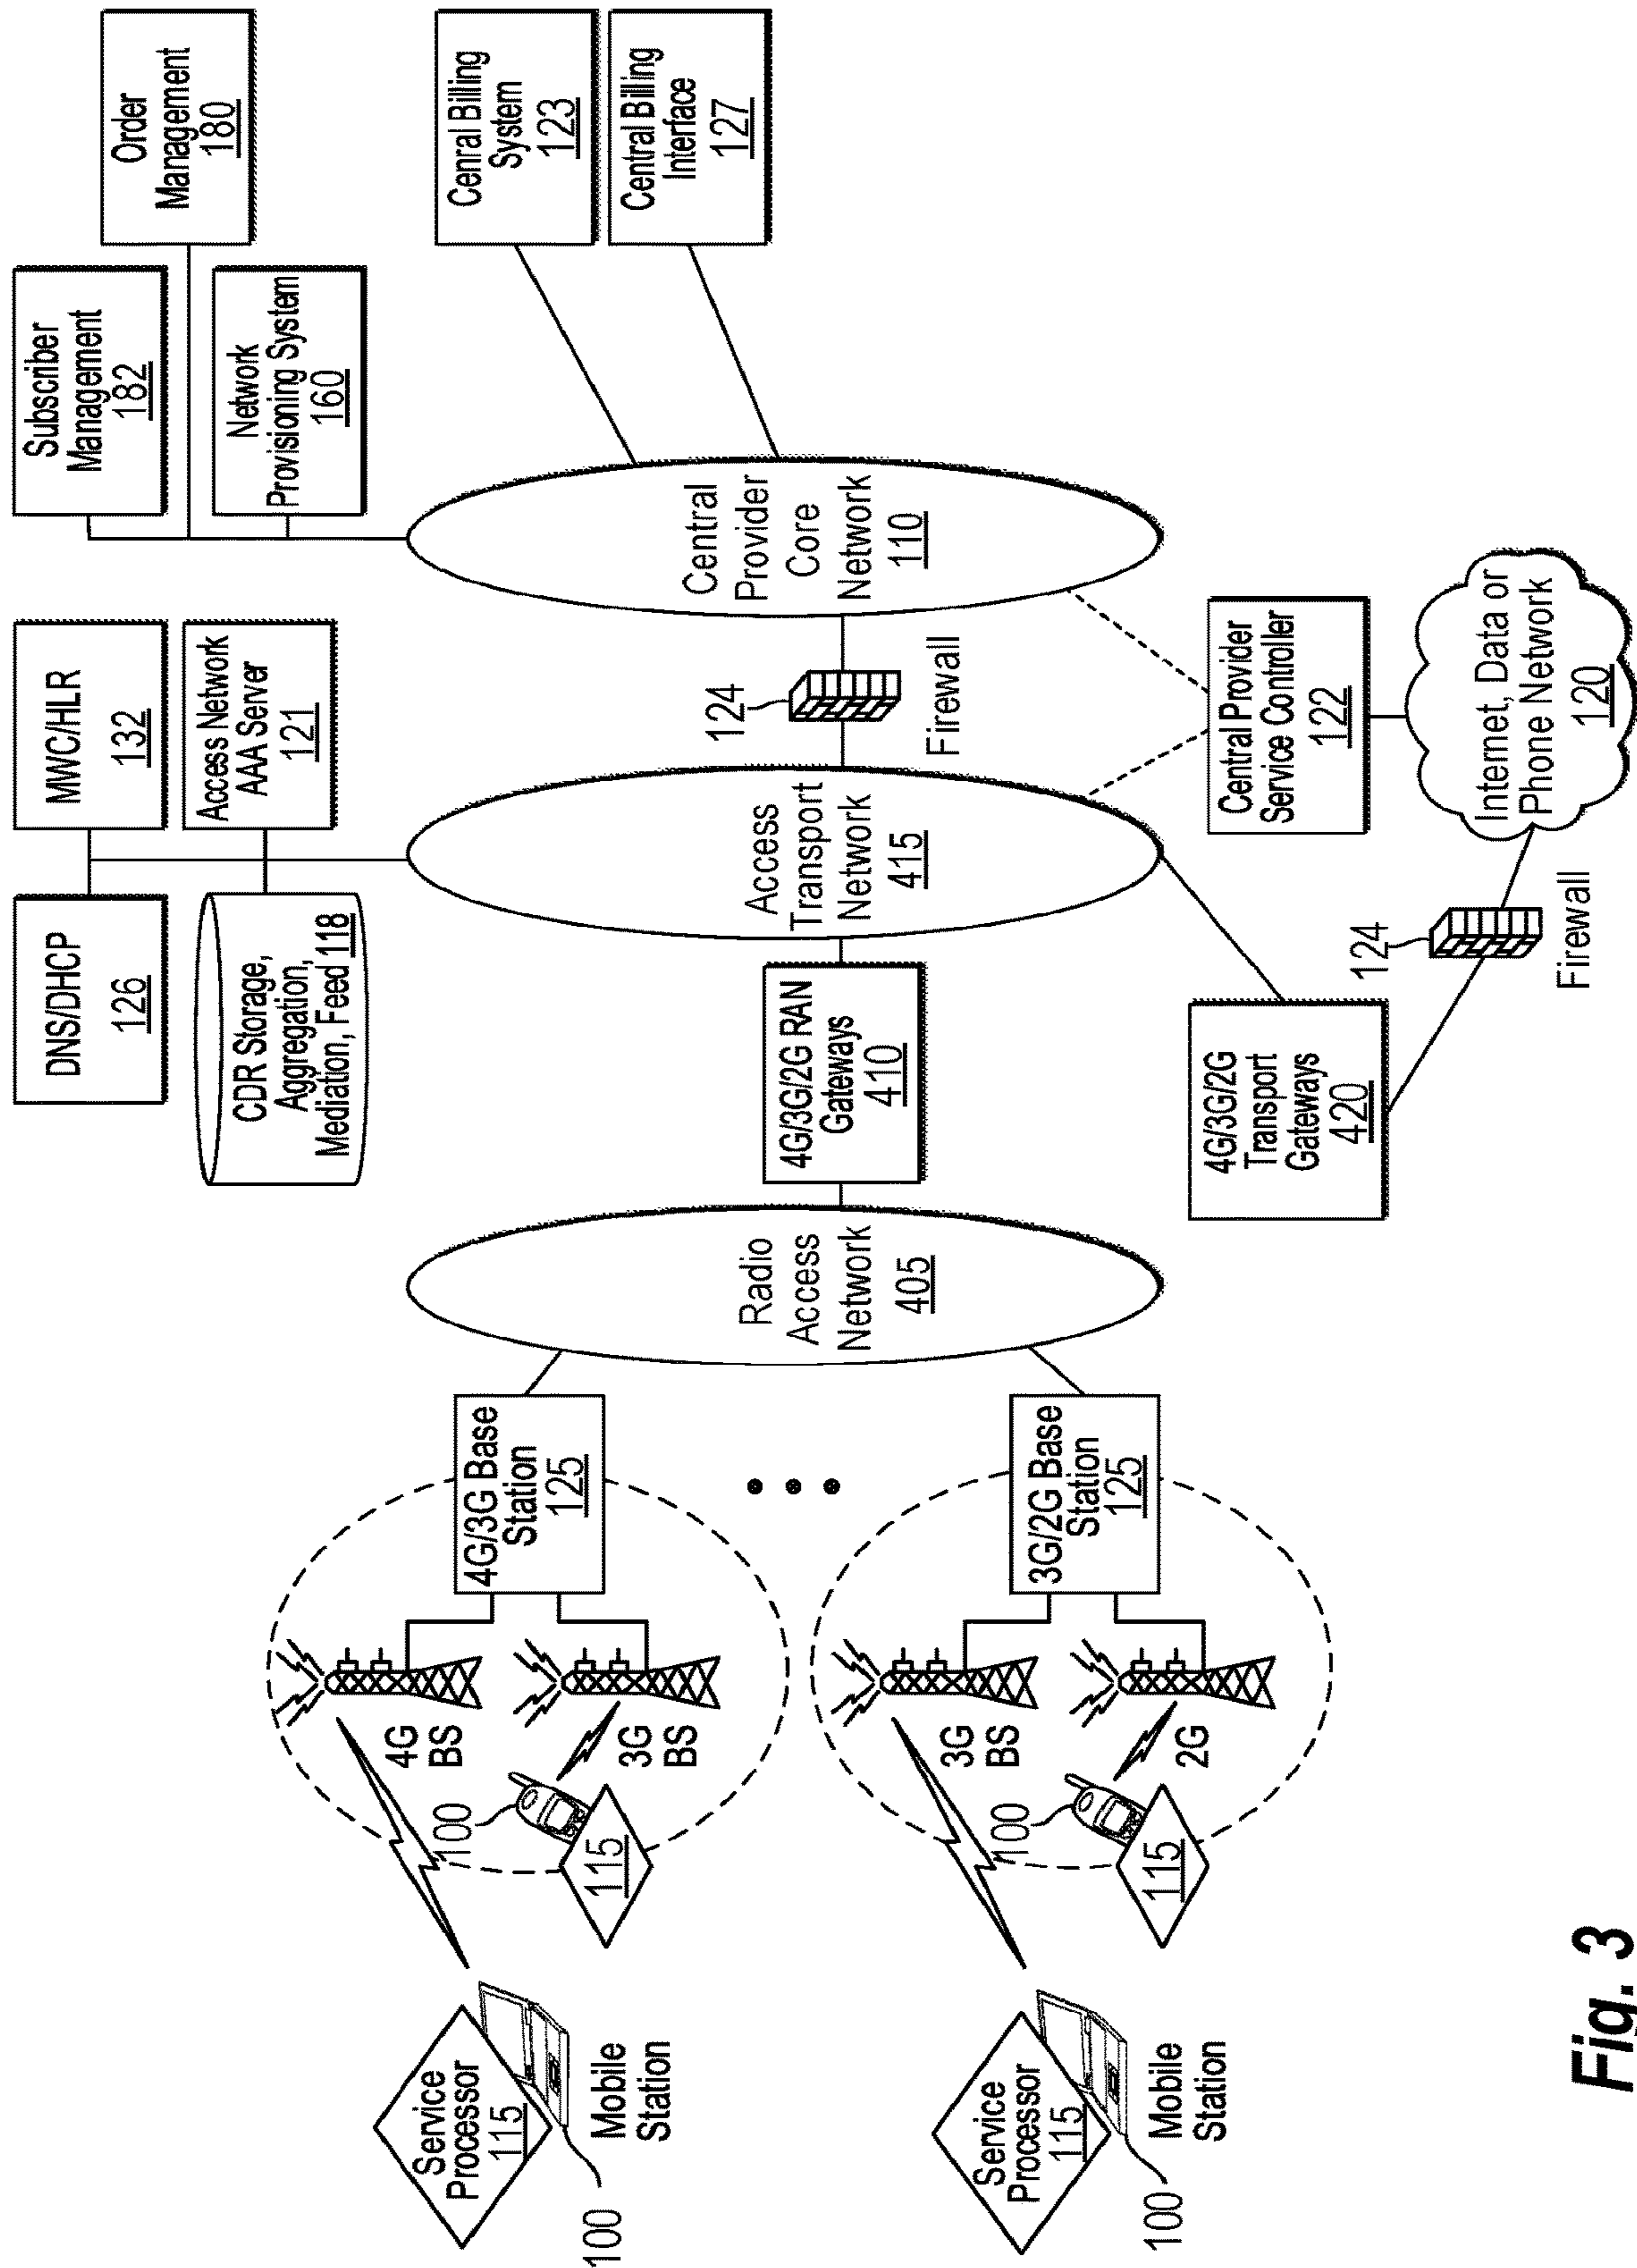 Service
Processor
115
100
Mobile
Station
4G
BS
100
3G
BS
115
4G/3G Base
Station
125
Service
Processor
115
100
Mobile
Station
3G
BS
100
2G
115
3G/2G Base
Station
125
Radio
Access
Network
405
4G/3G/2G RAN
Gateways
410
DNS/DHCP
126
MWC/HLR
132
CDR Storage,
Aggregation,
Mediation, Feed 118
Access Network
AAA Server
121
Access
Transport
Network
415
124
Firewall
4G/3G/2G
Transport
Gateways
420
124
Firewall
Central Provider
Service Controller
122
Internet, Data or
Phone Network
120
Subscriber
Management
182
Order
Management
180
Network
Provisioning System
160
Central
Provider
Core
Network
110
Cenral Billing
System
123
Central Billing
Interface
127
Fig. 3